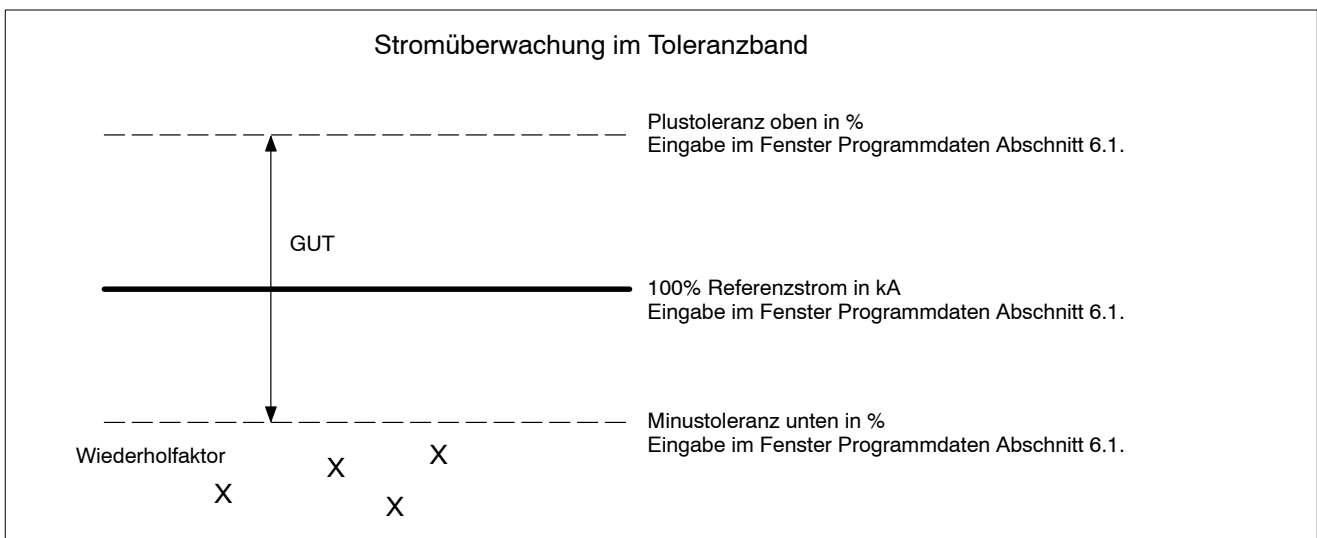 Stromüberwachung im Toleranzband
Plustoleranz oben in %
Eingabe im Fenster Programmdaten Abschnitt 6.1.
GUT
100% Referenzstrom in kA
Eingabe im Fenster Programmdaten Abschnitt 6.1.
Minustoleranz unten in %
Eingabe im Fenster Programmdaten Abschnitt 6.1.
Wiederholfaktor
X
X
X
X